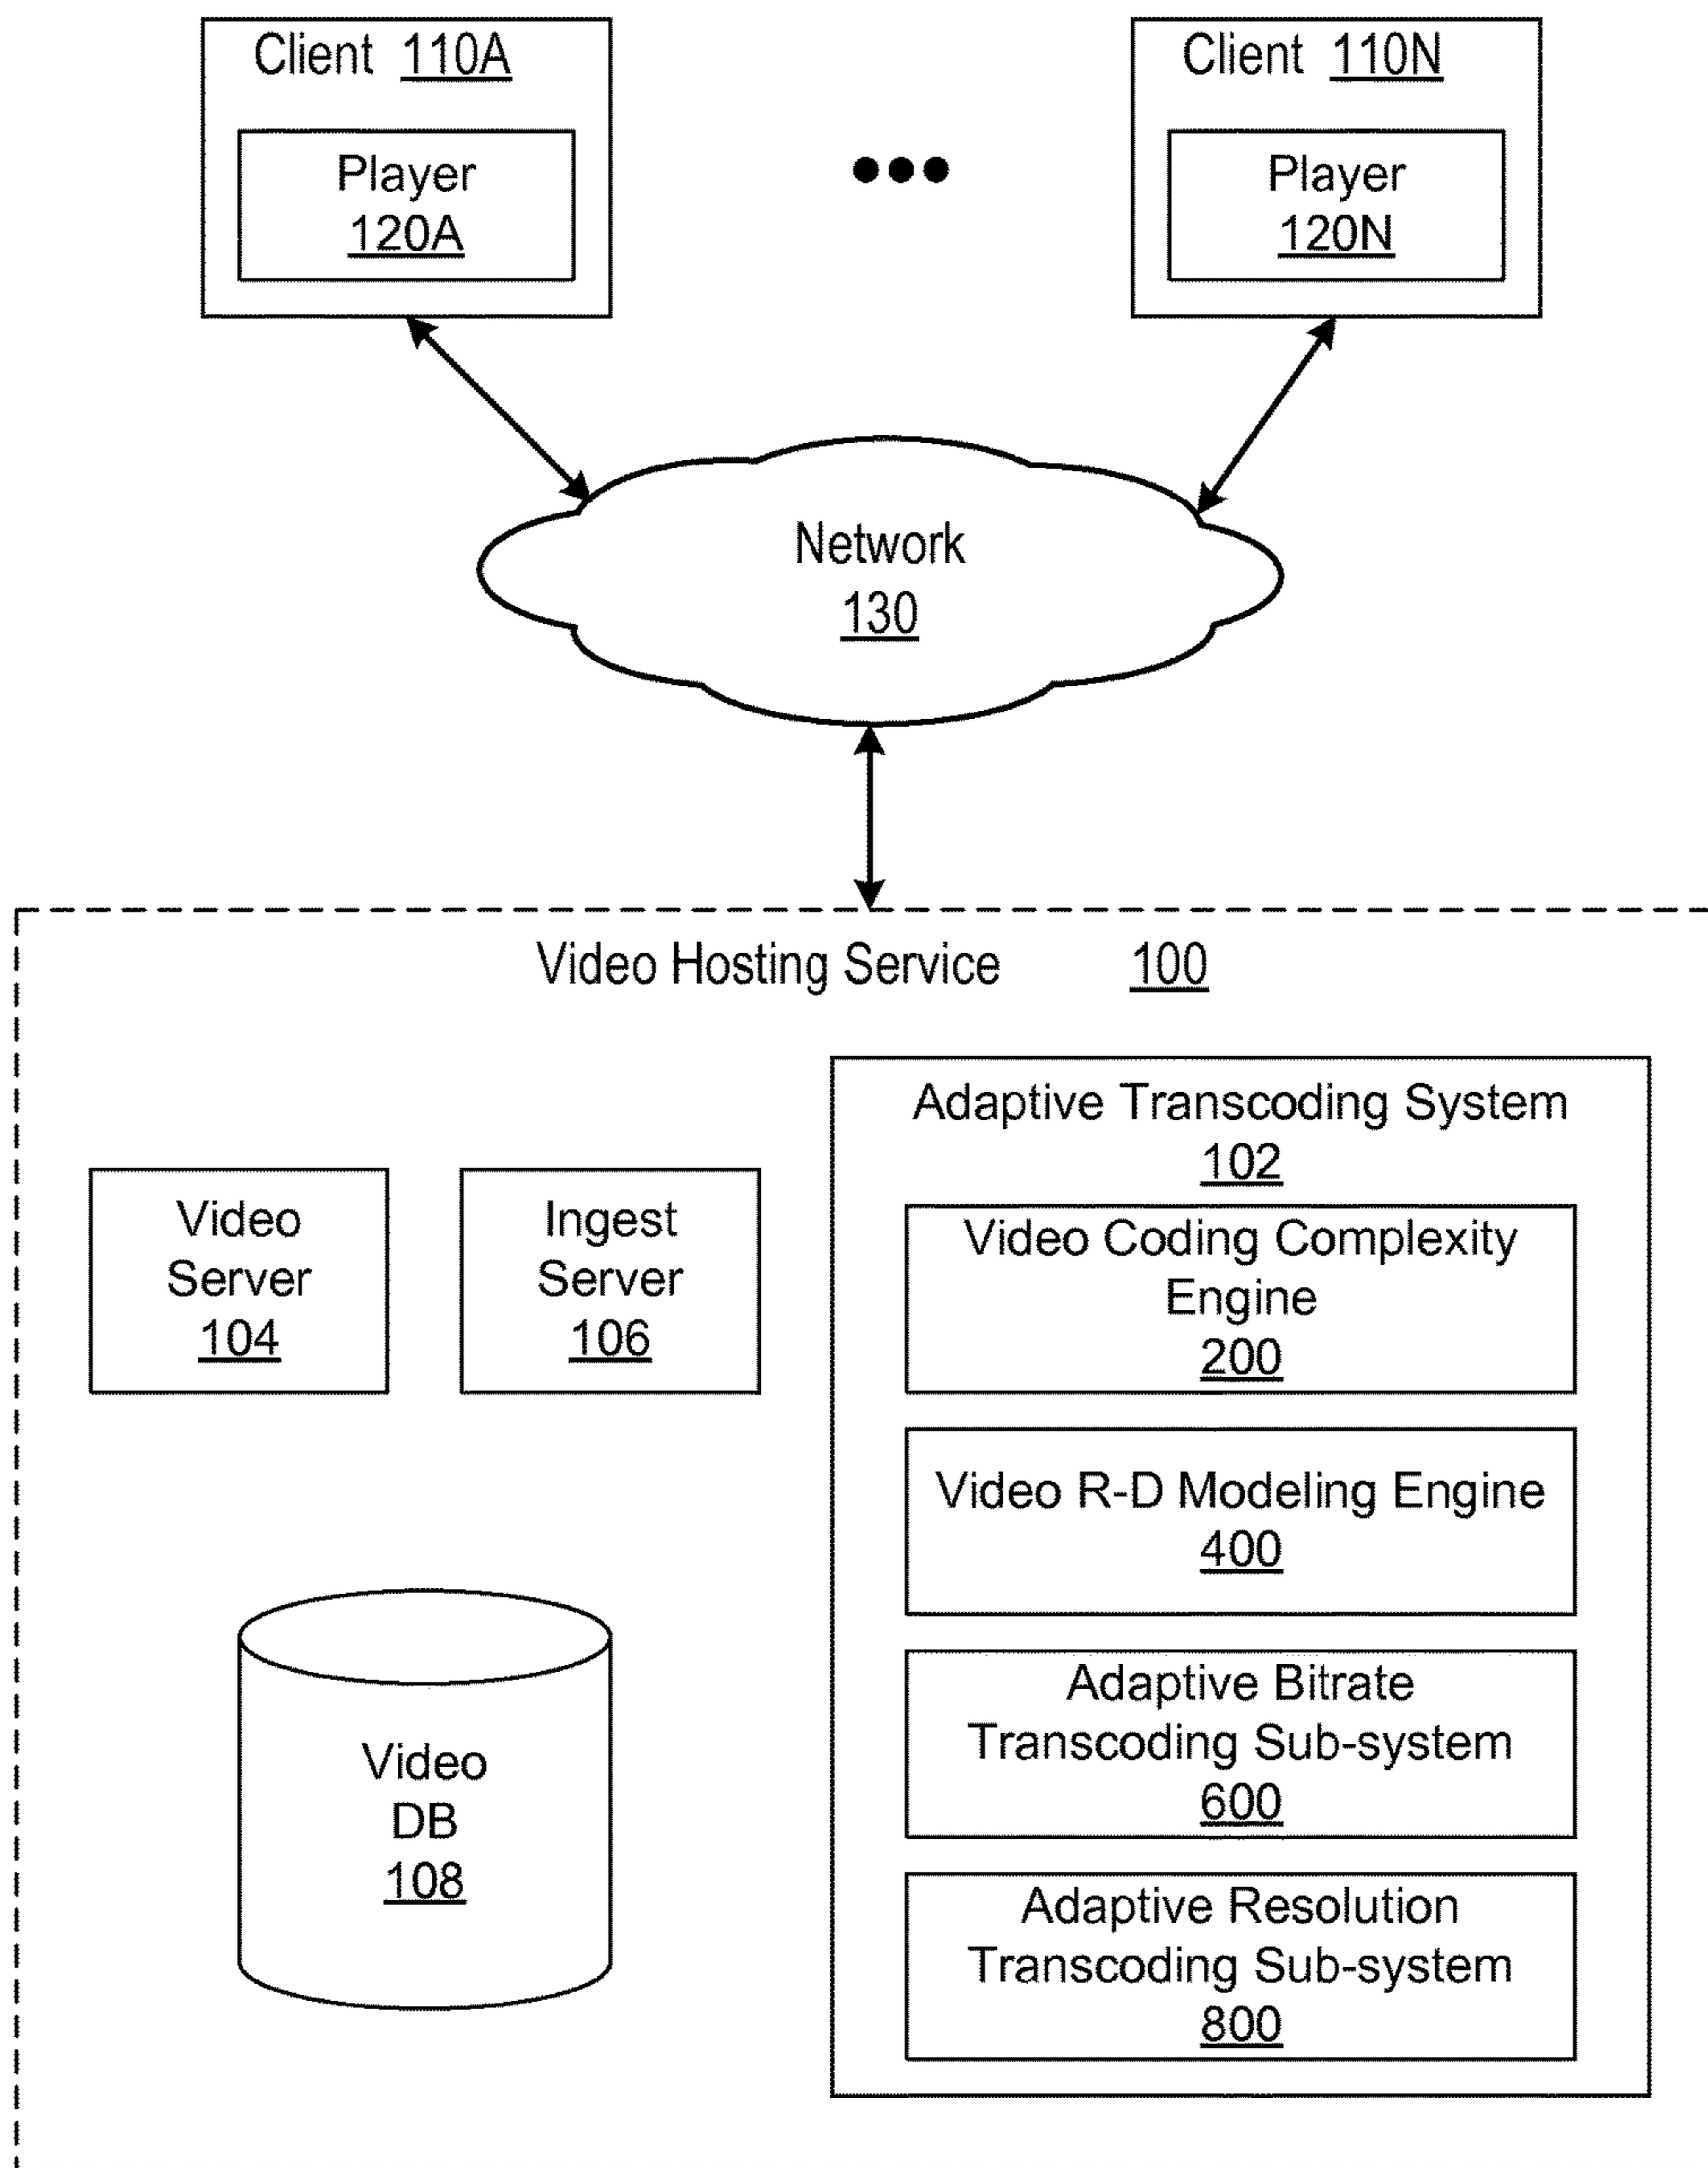 Client 110A
Player
120A
Client 110N
Player
120N
Network
130
Video Hosting Service 100
Video
Server
104
Ingest
Server
106
Video
DB
108
Adaptive Transcoding System
102
Video Coding Complexity
Engine
200
Video R-D Modeling Engine
400
Adaptive Bitrate
Transcoding Sub-system
600
Adaptive Resolution
Transcoding Sub-system
800